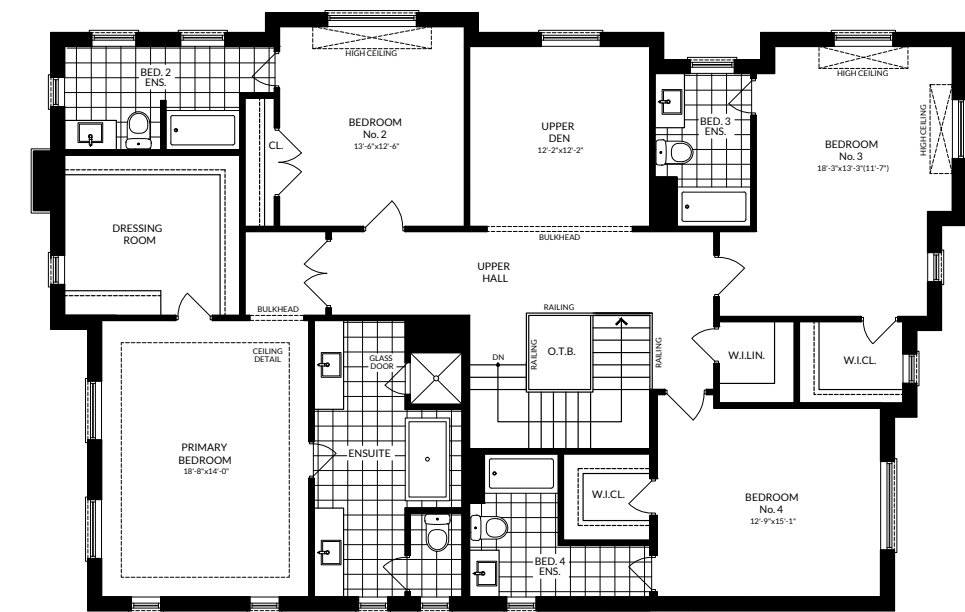 HIGH CEILING
BED. 2
ENS.
CL.
BEDROOM
No. 2
13'-6"x12'-6"
UPPER
DEN
12'-2"x12'-2"
BED. 3
ENS.
HIGH CEILING
HIGH CEILING
BEDROOM
No. 3
18'-3"x13'-3"(11'-7")
DRESSING
ROOM
BULKHEAD
UPPER
HALL
BULKHEAD
RAILING
CEILING
DETAIL
GLASS
DOOR
DN
RAILING
O.T.B.
RAILING
W.I.LIN.
W.I.CL.
PRIMARY
BEDROOM
18'-8"x14'-0"
ENSUITE
W.I.CL.
BEDROOM
No. 4
12'-9"x15'-1"
BED. 4
ENS.